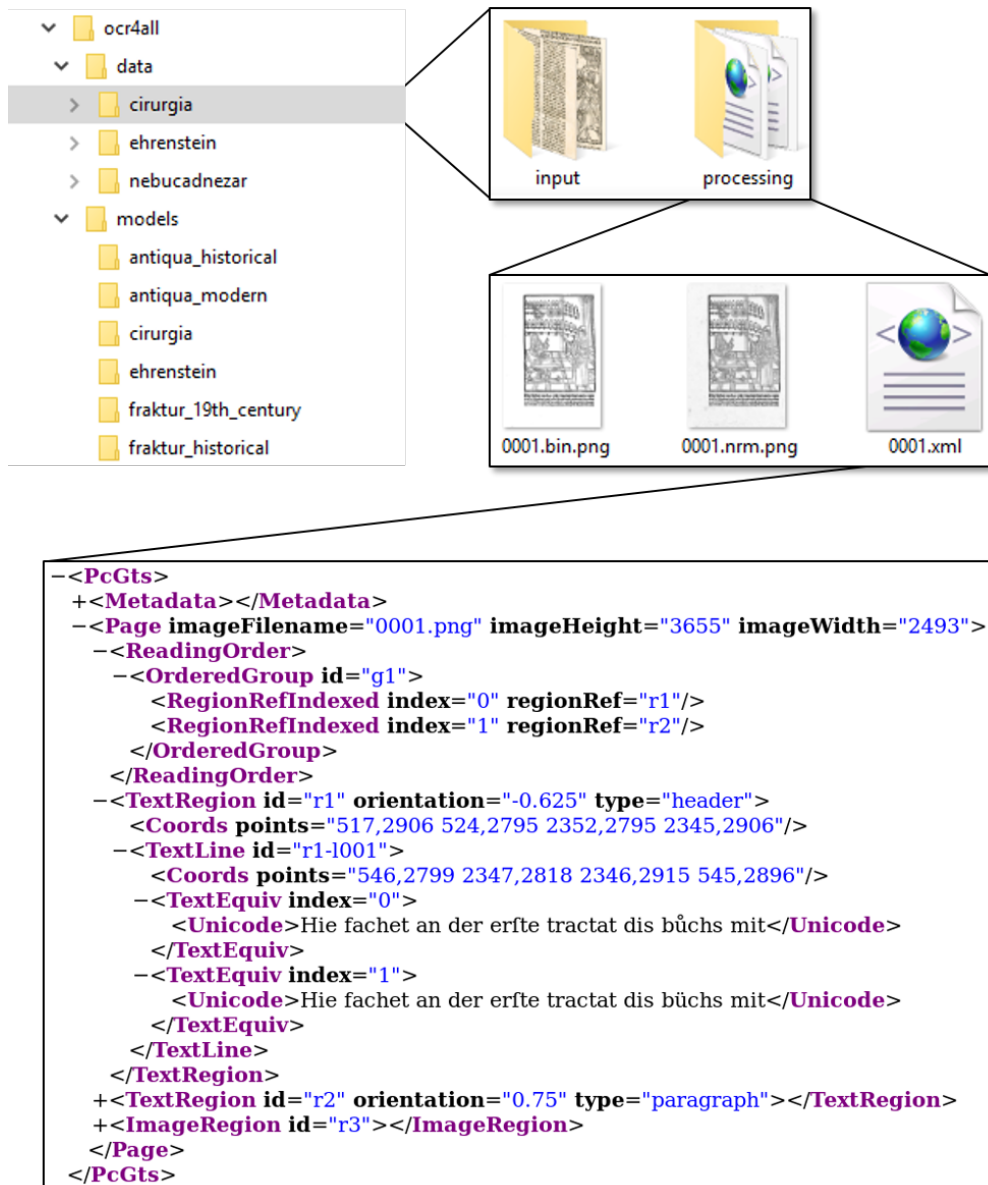 ocr4all
data
cirurgia
ehrenstein
nebucadnezar
models
antiqua_historical
antiqua_modern
cirurgia
ehrenstein
fraktur_19th_century
fraktur_historical
input
processing
0001.bin.png
0001.nrm.png
0001.xml
−<PcGts>
+<Metadata></Metadata>
−<Page imageFilename="0001.png" imageHeight="3655" imageWidth="2493">
−<ReadingOrder>
−<OrderedGroup id="g1">
<RegionRefIndexed index="0" regionRef="r1"/>
<RegionRefIndexed index="1" regionRef="r2"/>
</OrderedGroup>
</ReadingOrder>
−<TextRegion id="r1" orientation="-0.625" type="header">
<Coords points="517,2906 524,2795 2352,2795 2345,2906"/>
−<TextLine id="r1-l001">
<Coords points="546,2799 2347,2818 2346,2915 545,2896"/>
−<TextEquiv index="0">
<Unicode>Hie fachet an der erſte tractat dis bůchs mit</Unicode>
</TextEquiv>
−<TextEquiv index="1">
<Unicode>Hie fachet an der erſte tractat dis büchs mit</Unicode>
</TextEquiv>
</TextLine>
</TextRegion>
+<TextRegion id="r2" orientation="0.75" type="paragraph"></TextRegion>
+<ImageRegion id="r3"></ImageRegion>
</Page>
</PcGts>